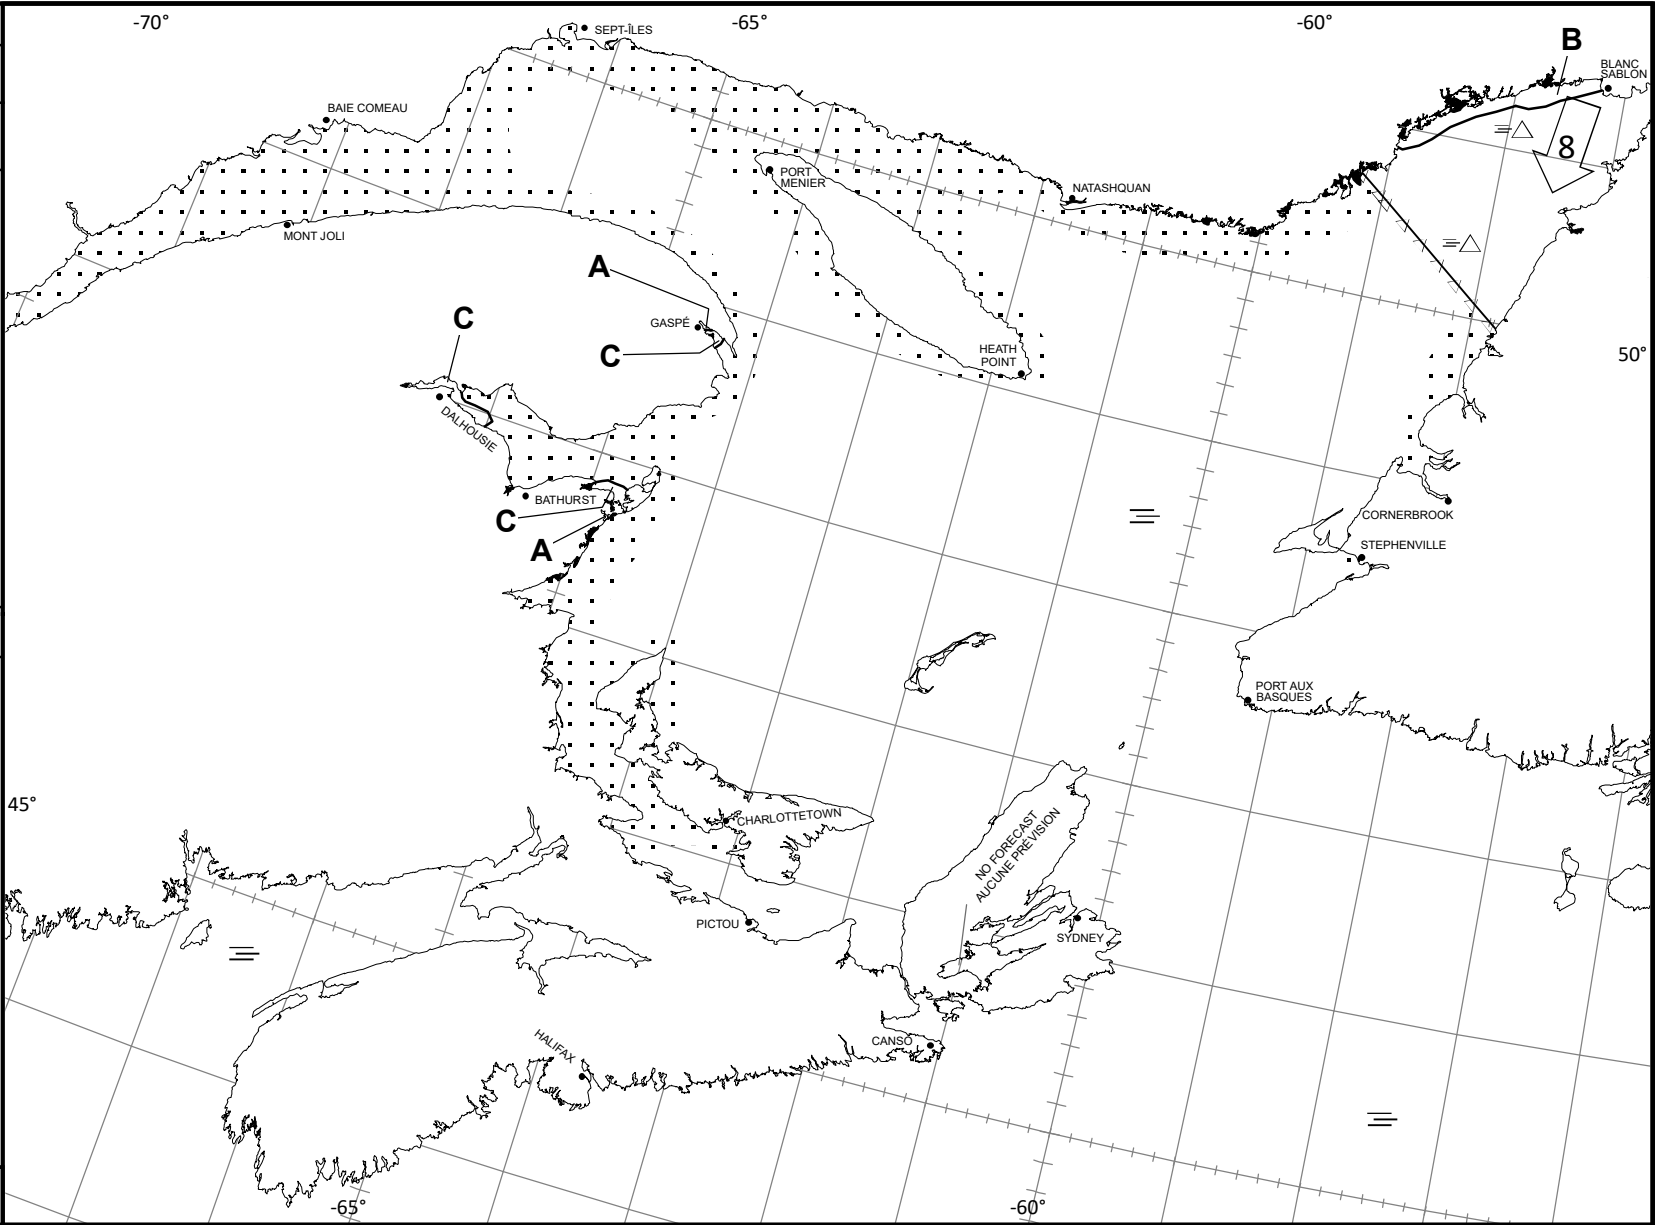 -70°
-65°
-60°
SEPT-ÎLES
B
BLANC
SABLON
BAIE COMEAU
8
PORT
MENIER
NATASHQUAN
MONT JOLI
A
C
GASPÉ
C
HEATH
POINT
50°
DALHOUSIE
BATHURST
C
A
CORNERBROOK
STEPHENVILLE
PORT AUX
BASQUES
45°
CHARLOTTETOWN
NO FORECAST
AUCUNE PRÉVISION
PICTOU
SYDNEY
CANSO
HALIFAX
-65°
-60°